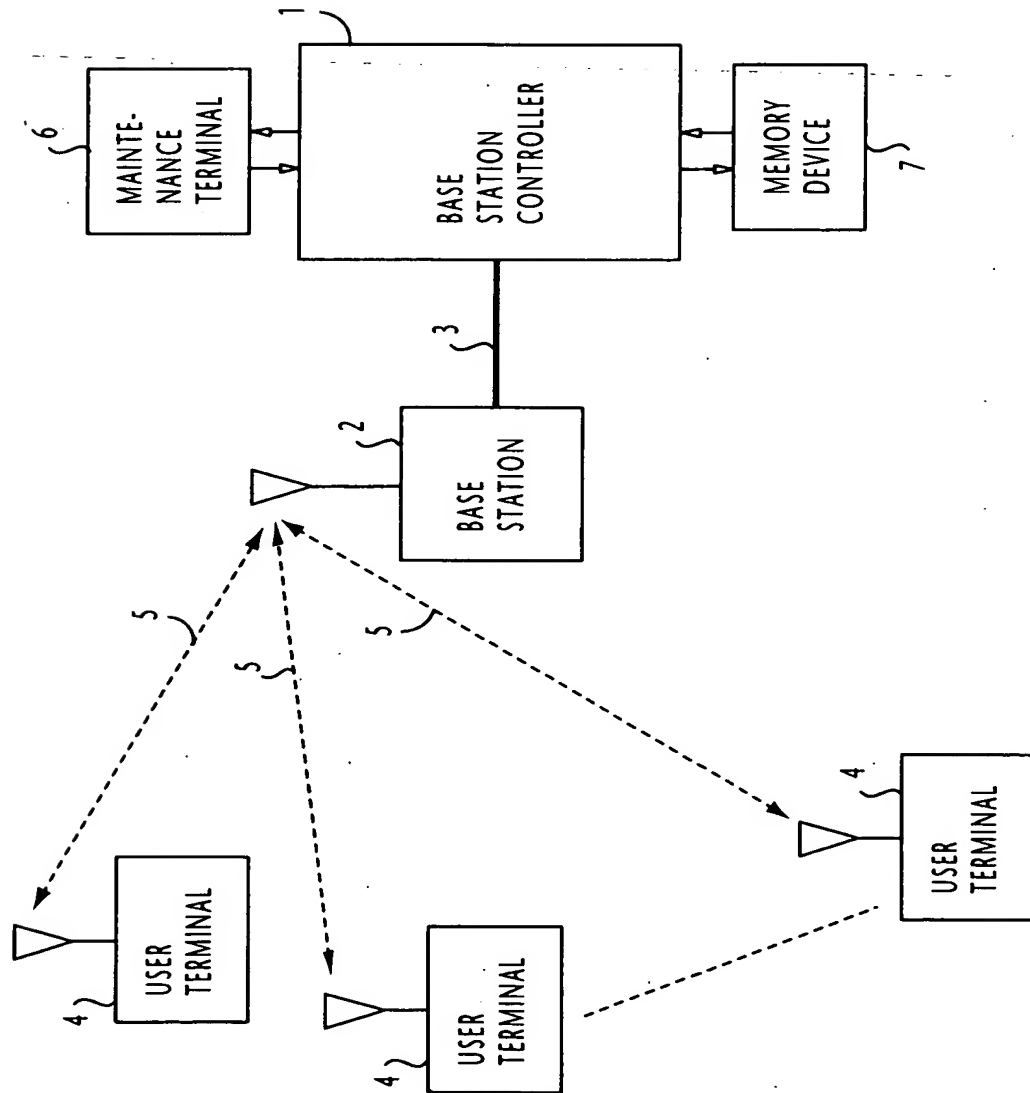 6
MAINTE-
NANCE
TERMINAL
1
BASE
STATION
CONTROLLER
MEMORY
DEVICE
7
3
2
BASE
STATION
5
5
5
4
USER
TERMINAL
4
USER
TERMINAL
4
USER
TERMINAL